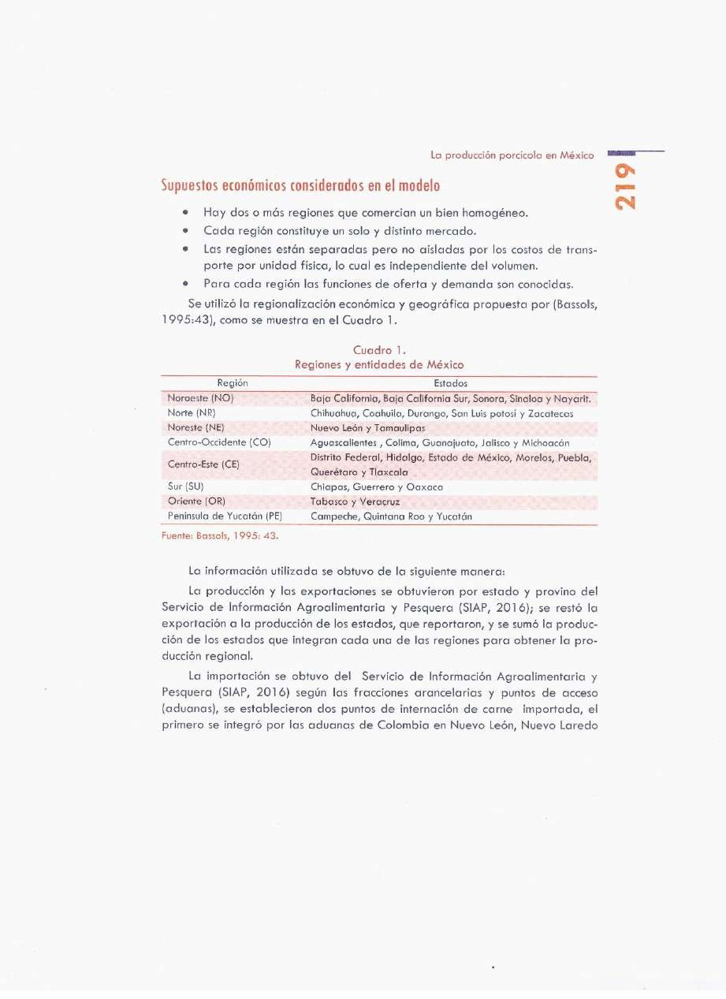 La producción porcícola en México
219
Supuestos económicos considerados en el modelo
• Hay dos o más regiones que comercian un bien homogéneo.
• Cada región constituye un solo y distinto mercado.
• Las regiones están separadas pero no aisladas por los costos de trans-
porte por unidad física, lo cual es independiente del volumen.
• Para cada región las funciones de oferta y demanda son conocidas.
Se utilizó la regionalización económica y geográfica propuesta por (Bassols,
1995:43), como se muestra en el Cuadro 1.
Cuadro 1.
Regiones y entidades de México
Región Estados
Noroeste (NO) Baja California, Baja California Sur, Sonora, Sinaloa y Nayarit.
Norte (NR) Chihuahua, Coahuila, Durango, San Luis potosí y Zacatecas
Noreste (NE) Nuevo León y Tamaulipas
Centro-Occidente (CO) Aguascalientes , Colima, Guanajuato, Jalisco y Michoacán
Centro-Este (CE) Distrito Federal, Hidalgo, Estado de México, Morelos, Puebla,
Querétaro y Tlaxcala
Sur (SU) Chiapas, Guerrero y Oaxaca
Oriente (OR) Tabasco y Veracruz
Península de Yucatán (PE) Campeche, Quintana Roo y Yucatán
Fuente: Bassols, 1995: 43.
La información utilizada se obtuvo de la siguiente manera:
La producción y las exportaciones se obtuvieron por estado y provino del
Servicio de Información Agroalimentaria y Pesquera (SIAP, 2016); se restó la
exportación a la producción de los estados, que reportaron, y se sumó la produc-
ción de los estados que integran cada una de las regiones para obtener la pro-
ducción regional.
La importación se obtuvo del Servicio de Información Agroalimentaria y
Pesquera (SIAP, 2016) según las fracciones arancelarias y puntos de acceso
(aduanas), se establecieron dos puntos de internación de carne importada, el
primero se integró por las aduanas de Colombia en Nuevo León, Nuevo Laredo